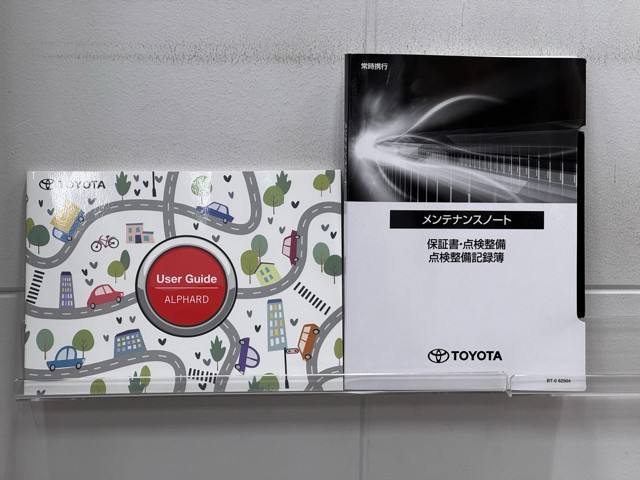 TOYOTA
User Guide
ALPHARD
常時携行
メンテナンスノート
保証書・点検整備
点検整備記録簿
TOYOTA